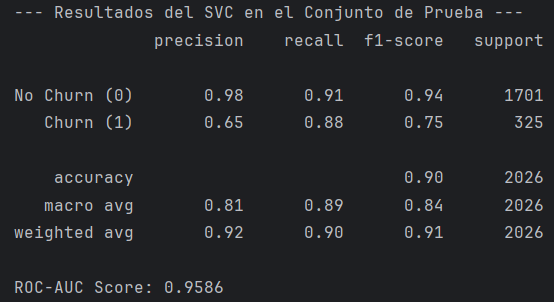 --- Resultados del SVC en el Conjunto de Prueba ---
precision recall f1-score support
No Churn (0) 0.98 0.91 0.94 1701
Churn (1) 0.65 0.88 0.75 325
accuracy 0.90 2026
macro avg 0.81 0.89 0.84 2026
weighted avg 0.92 0.90 0.91 2026
ROC-AUC Score: 0.9586